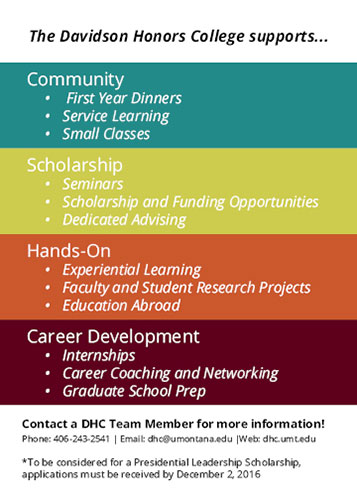 The Davidson Honors College supports...
Community
• First Year Dinners
• Service Learning
• Small Classes
Scholarship
• Seminars
• Scholarship and Funding Opportunities
• Dedicated Advising
Hands-On
• Experiential Learning
• Faculty and Student Research Projects
• Education Abroad
Career Development
• Internships
• Career Coaching and Networking
• Graduate School Prep
Contact a DHC Team Member for more information!
Phone: 406-243-2541 | Email: dhc@umontana.edu |Web: dhc.umt.edu
*To be considered for a Presidential Leadership Scholarship,
applications must be received by December 2, 2016